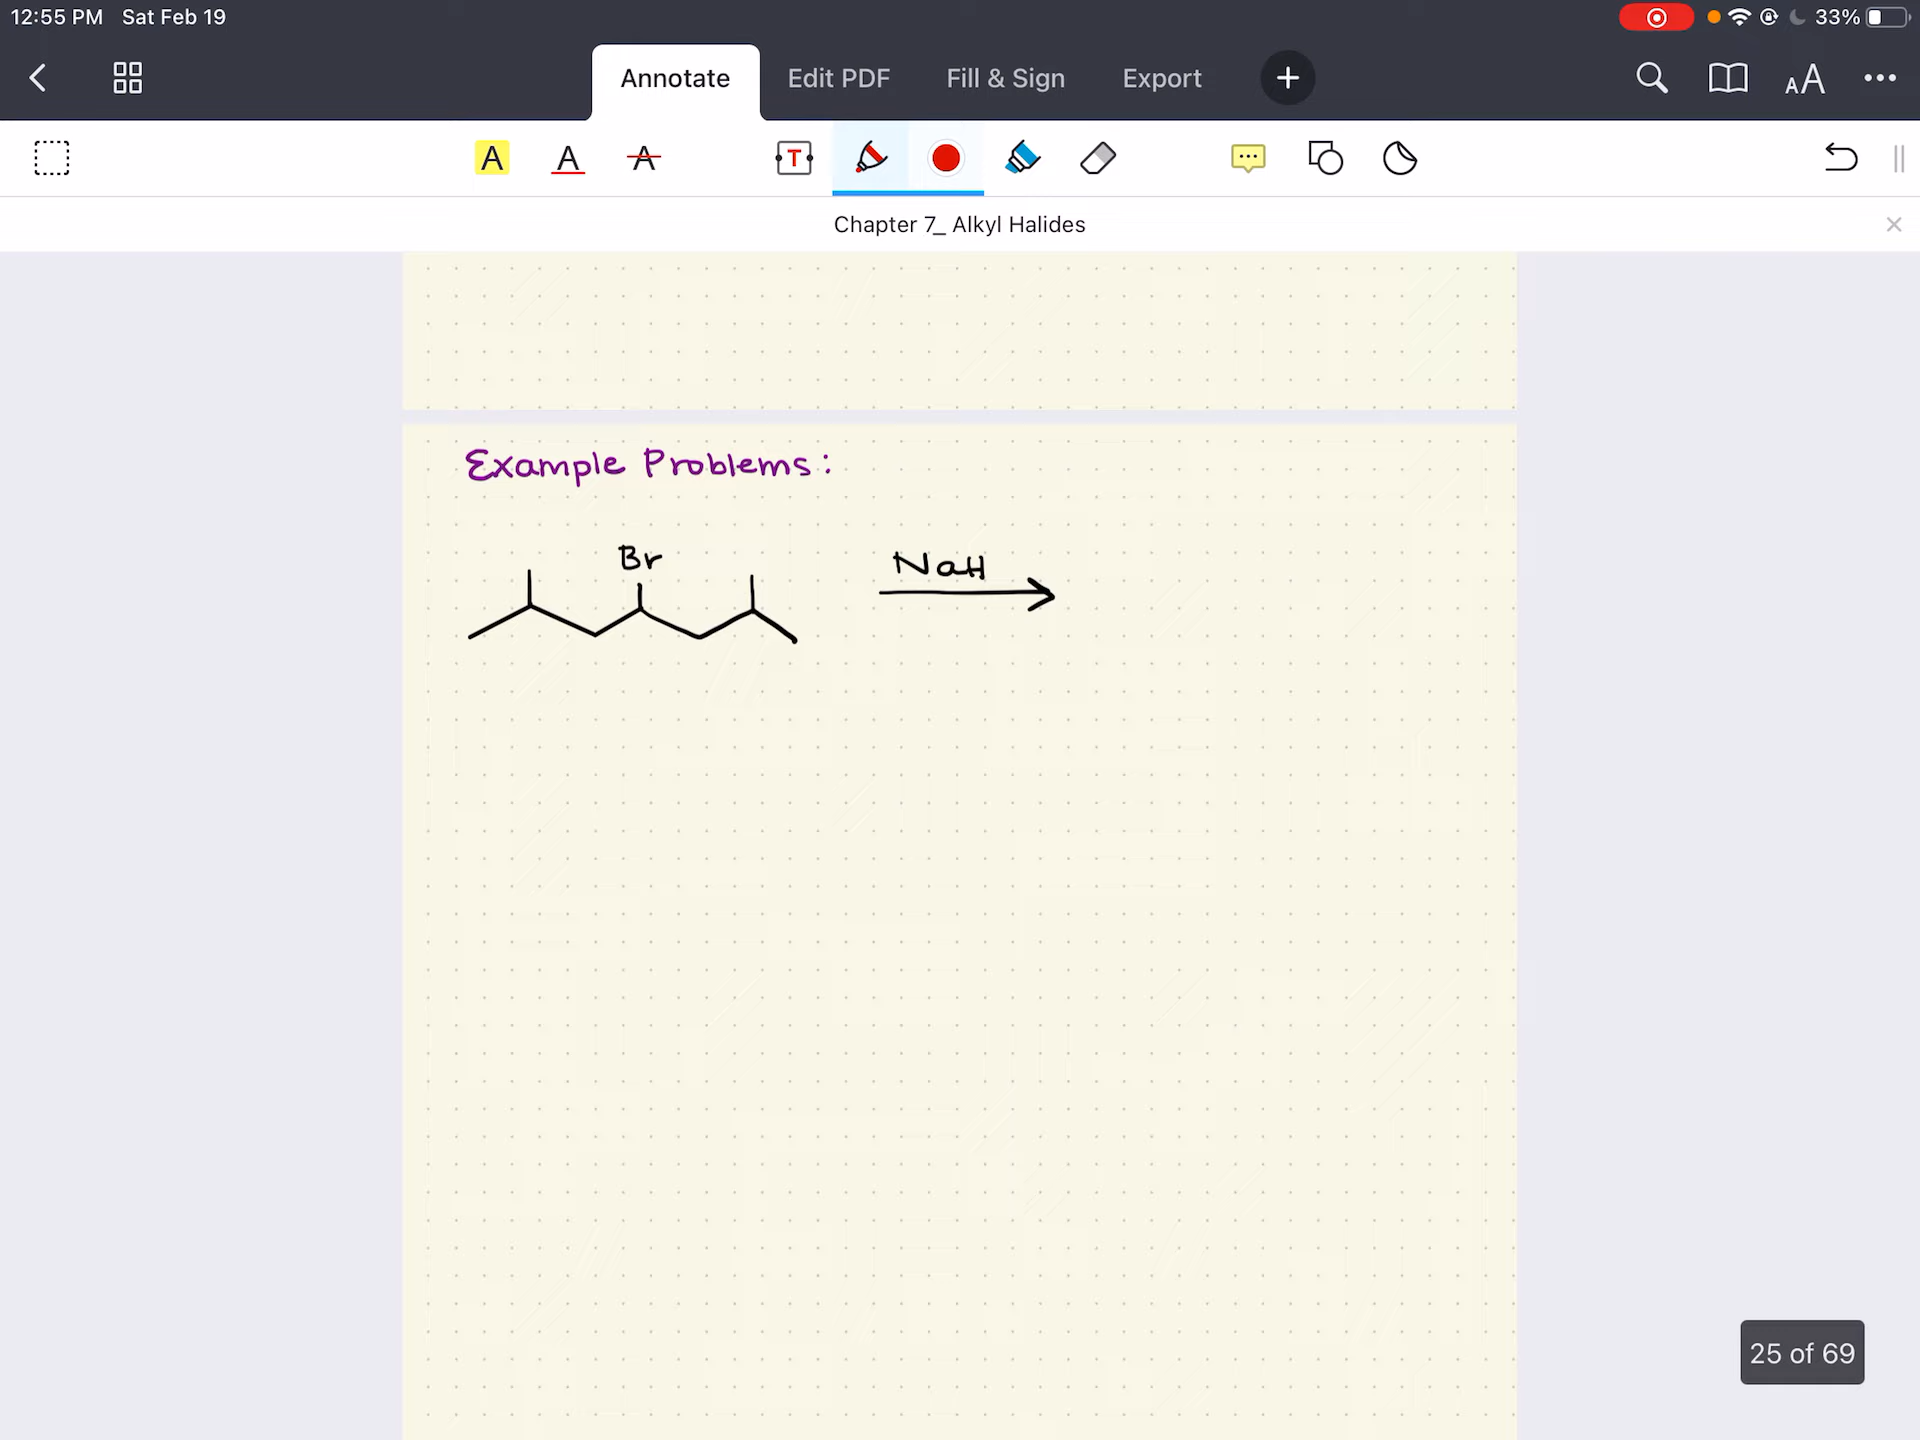 12:55 PM Sat Feb 19
33%
Annotate Edit PDF Fill & Sign Export +
AA
A A A T
Chapter 7_ Alkyl Halides
Example Problems:
Br
NaH
25 of 69